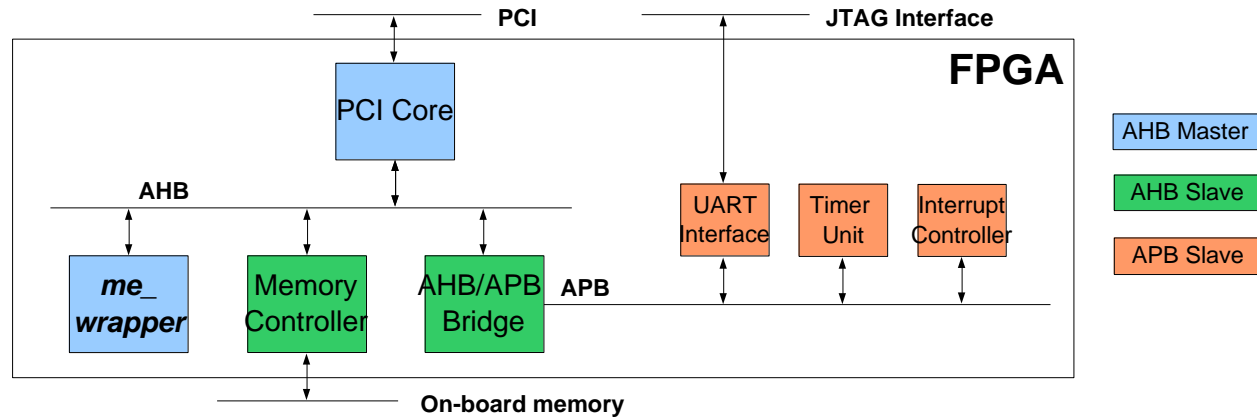 PCI
JTAG Interface
FPGA
PCI Core
AHB Master
AHB
UART
Interface
Timer
Unit
Interrupt
Controller
AHB Slave
APB Slave
me_
wrapper
Memory
Controller
AHB/APB
Bridge
APB
On-board memory